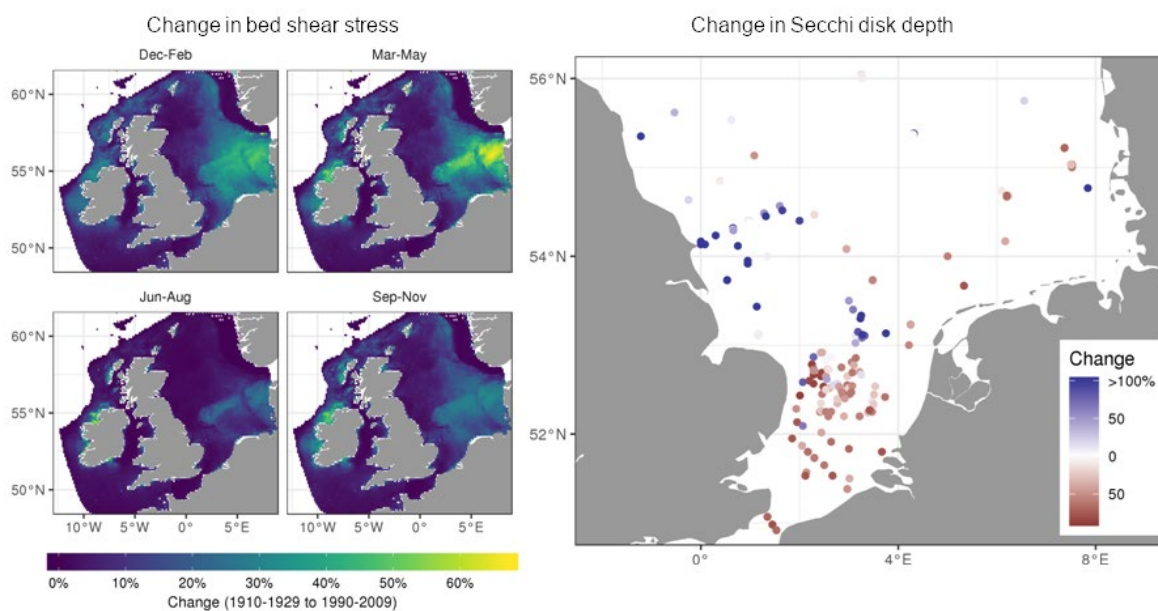 Change in bed shear stress
Dec-Feb Mar-May
60°N
55°N
50°N
Jun-Aug Sep-Nov
60°N
55°N
50°N
10°W 5°W 0° 5°E 10°W 5°W 0° 5°E
0% 10% 20% 30% 40% 50% 60%
Change (1910-1929 to 1990-2009)
Change in Secchi disk depth
56°N
54°N
52°N
0° 4°E 8°E
Change
>100%
50
0
50